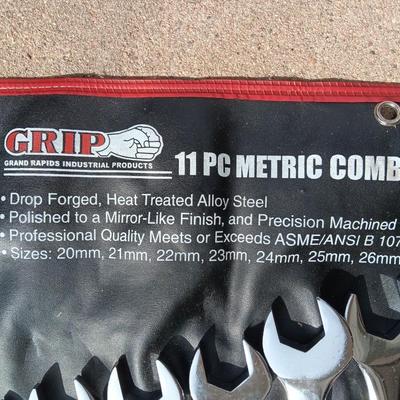 GRIP
GRAND RAPIDS INDUSTRIAL PRODUCTS
11 PC METRIC COMB
• Drop Forged, Heat Treated Alloy Steel
• Polished to a Mirror-Like Finish, and Precision Machined
• Professional Quality Meets or Exceeds ASME/ANSI B 107
• Sizes: 20mm, 21mm, 22mm, 23mm, 24mm, 25mm, 26mm